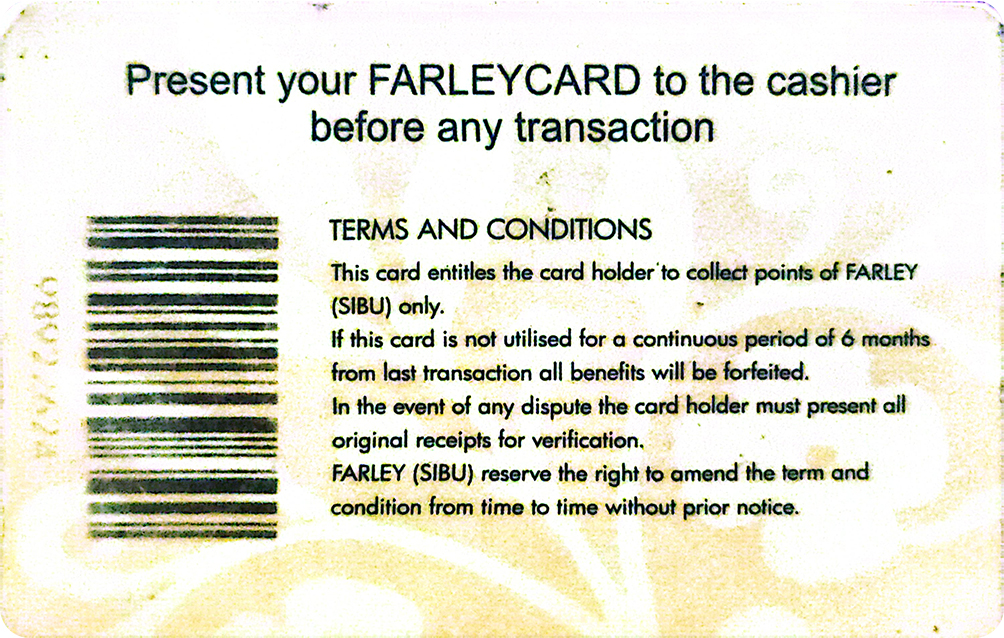 Present your FARLEYCARD to the cashier
before any transaction
TERMS AND CONDITIONS
This card entitles the card holder to collect points of FARLEY
(SIBU) only.
If this card is not utilised for a continuous period of 6 months
from last transaction all benefits will be forfeited.
In the event of any dispute the card holder must present all
original receipts for verification.
FARLEY (SIBU) reserve the right to amend the term and
condition from time to time without prior notice.